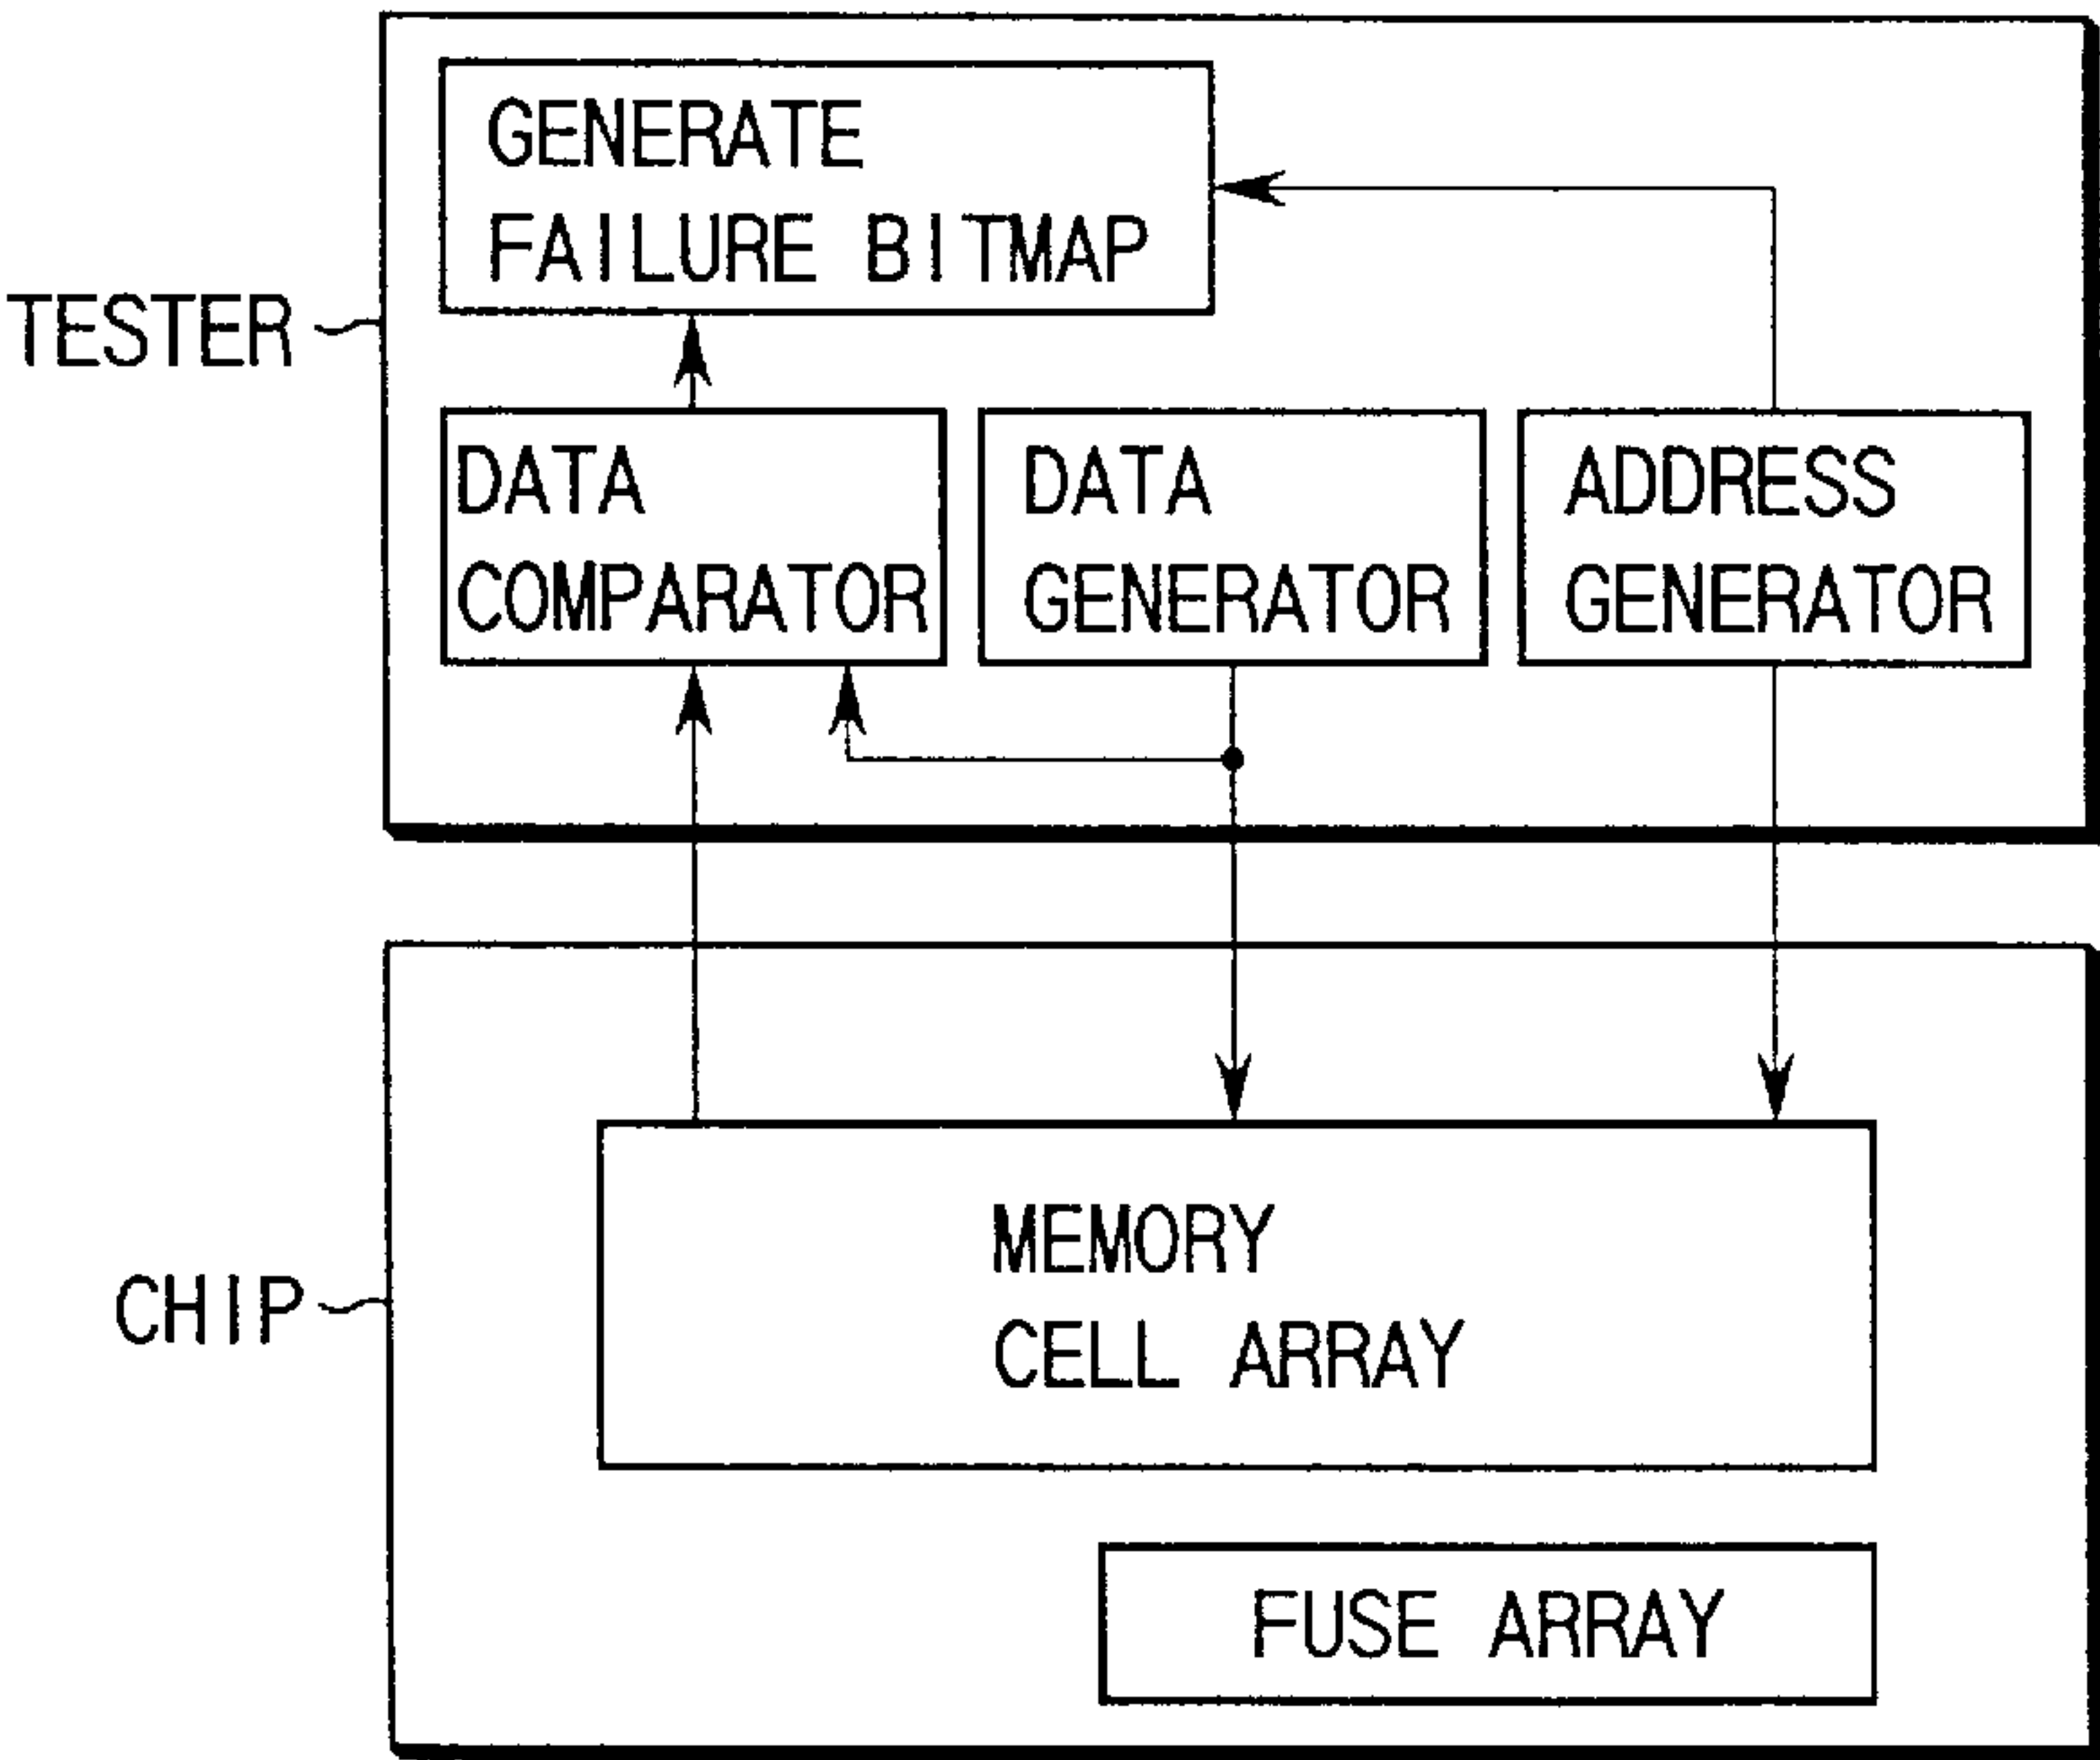 GENERATE
FAILURE BITMAP
TESTER
DATA
COMPARATOR
DATA
GENERATOR
ADDRESS
GENERATOR
MEMORY
CELL ARRAY
CHIP
FUSE ARRAY